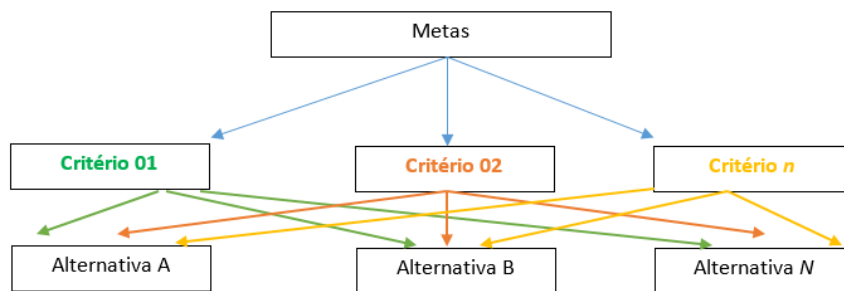 Metas
Critério 01
Critério 02
Critério n
Alternativa A
Alternativa B
Alternativa N